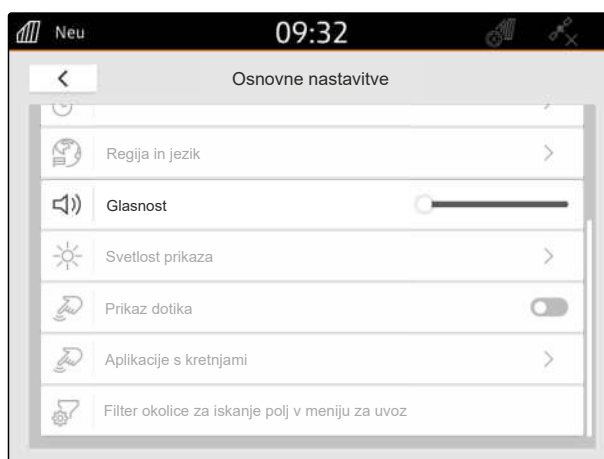 Neu
09:32
Osnovne nastavitve
Regija in jezik
Glasnost
Svetlost prikaza
Prikaz dotika
Aplikacije s kretnjami
Filter okolice za iskanje polj v meniju za uvoz